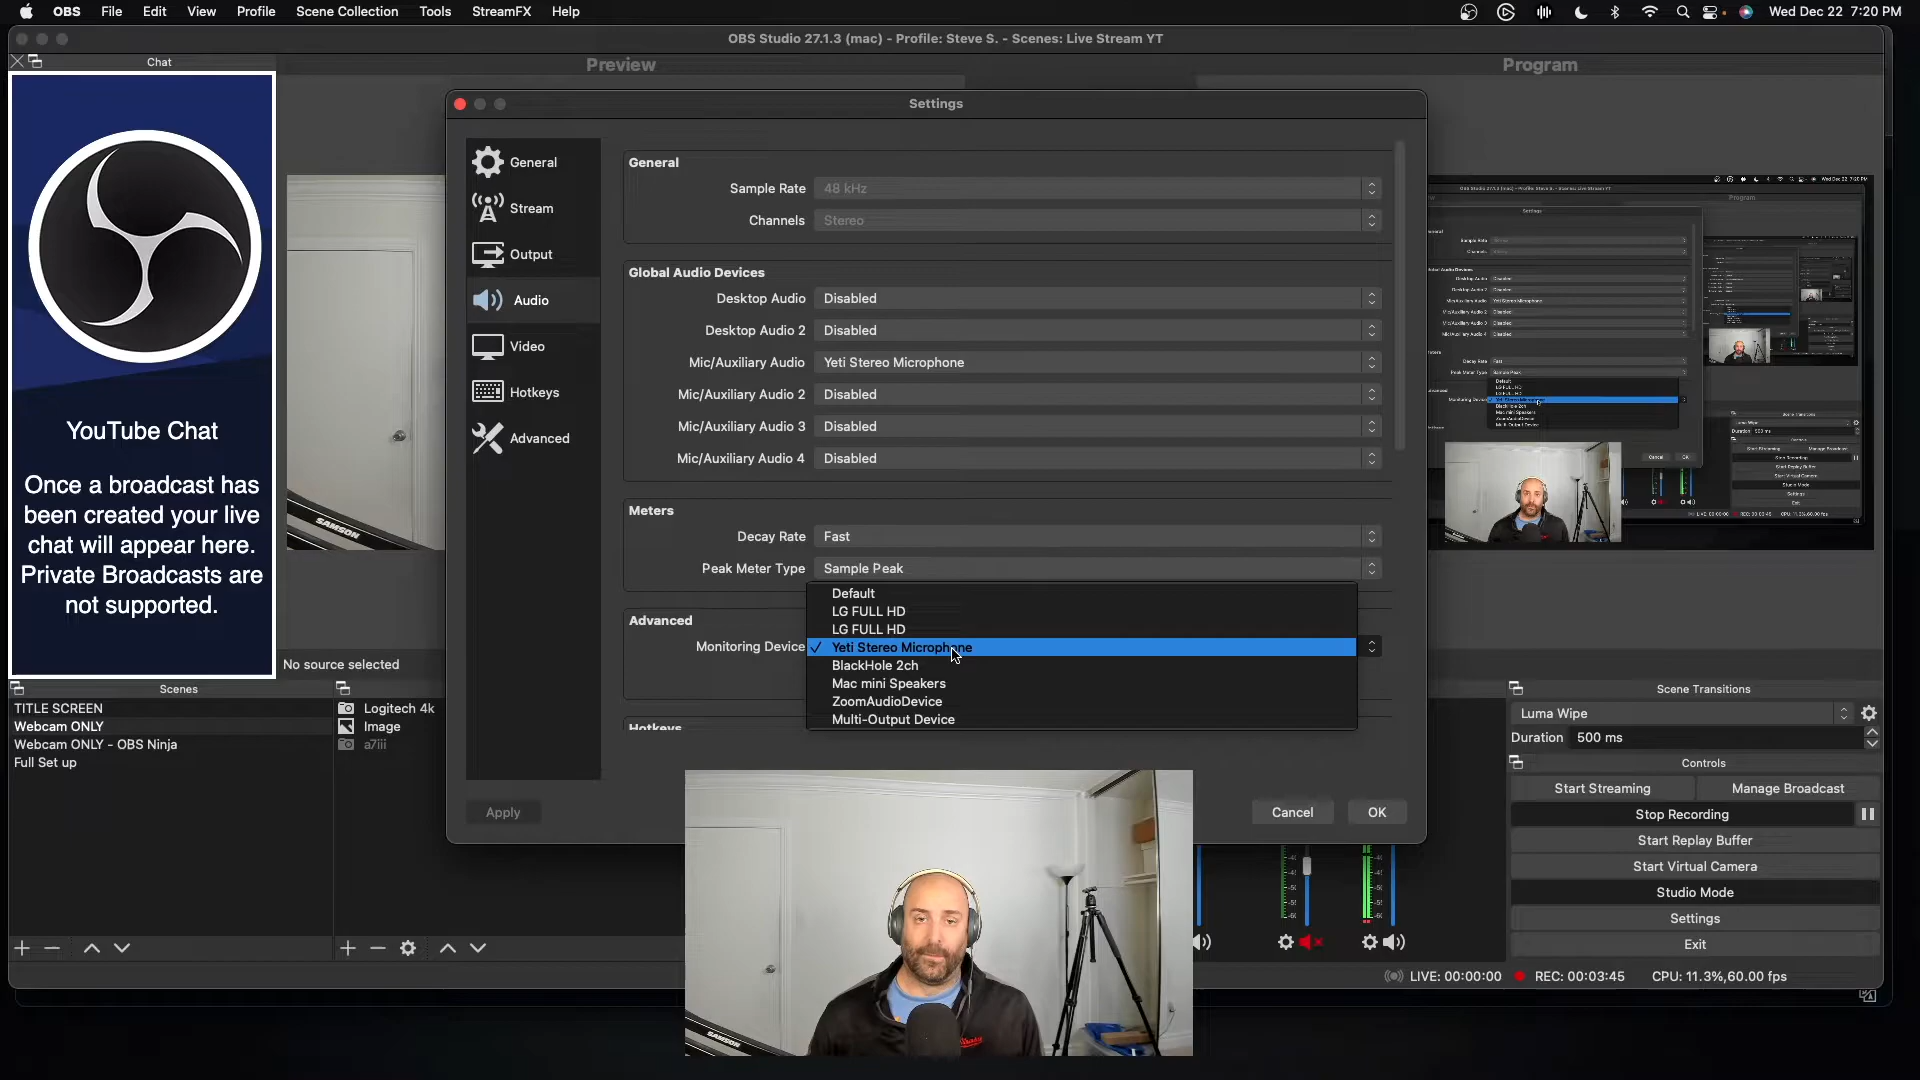 OBS File Edit View Profile Scene Collection Tools StreamFX Help
Wed Dec 22 7:20 PM
OBS Studio 27.1.3 (mac) - Profile: Steve S. - Scenes: Live Stream YT
Chat
Preview
Program
YouTube Chat
Once a broadcast has
been created your live
chat will appear here.
Private Broadcasts are
not supported.
Settings
General
Stream
Output
Audio
Video
Hotkeys
Advanced
General
Sample Rate 48 kHz
Channels Stereo
Global Audio Devices
Desktop Audio Disabled
Desktop Audio 2 Disabled
Mic/Auxiliary Audio Yeti Stereo Microphone
Mic/Auxiliary Audio 2 Disabled
Mic/Auxiliary Audio 3 Disabled
Mic/Auxiliary Audio 4 Disabled
Meters
Decay Rate Fast
Peak Meter Type Sample Peak
Advanced
Monitoring Device
Default
LG FULL HD
LG FULL HD
✓ Yeti Stereo Microphone
BlackHole 2ch
Mac mini Speakers
ZoomAudioDevice
Multi-Output Device
Hotkeys
Apply
Cancel
OK
SAMSON
No source selected
Scenes
TITLE SCREEN
Webcam ONLY
Webcam ONLY - OBS Ninja
Full Set up
Logitech 4k
Image
a7iii
SAMSON
Scene Transitions
Luma Wipe
Duration 500 ms
Controls
Start Streaming
Manage Broadcast
Stop Recording
Start Replay Buffer
Start Virtual Camera
Studio Mode
Settings
Exit
LIVE: 00:00:00 REC: 00:03:45 CPU: 11.3%,60.00 fps